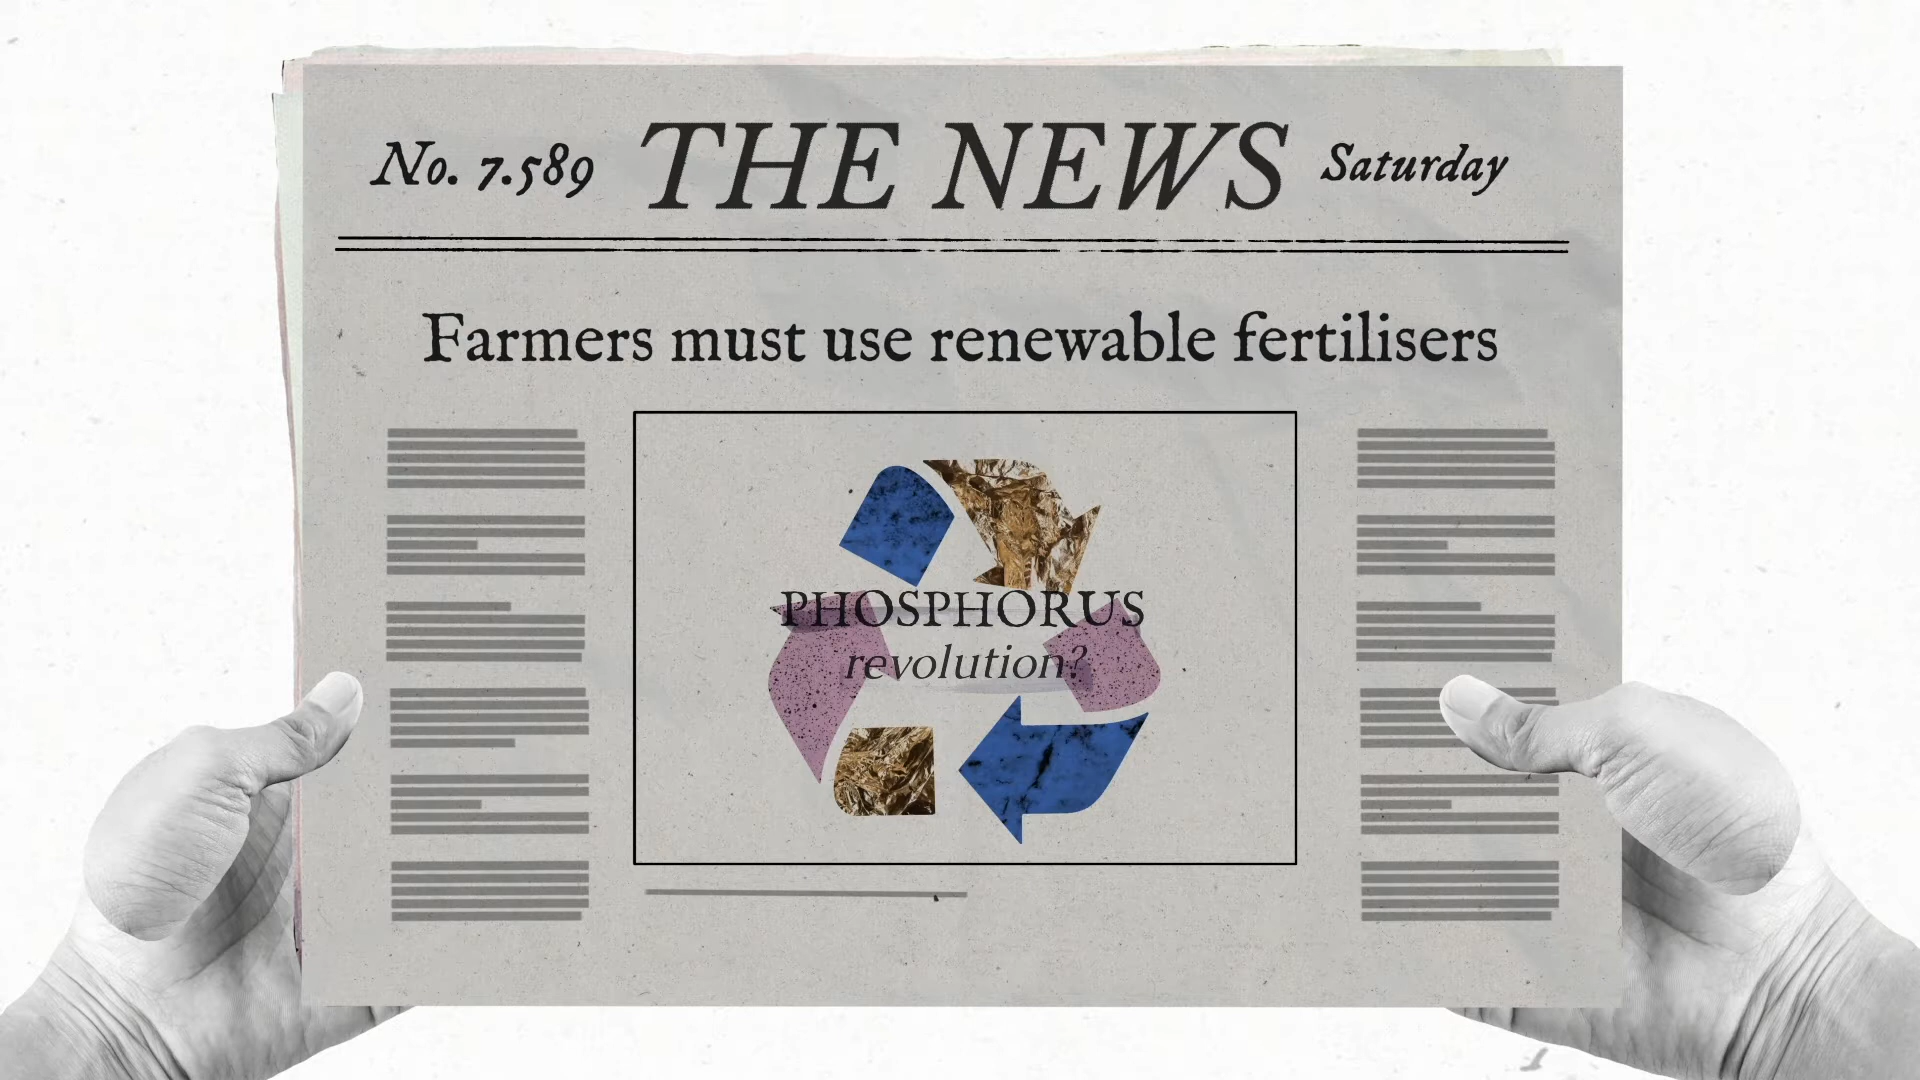 No. 7.589 THE NEWS Saturday
Farmers must use renewable fertilisers
PHOSPHORUS
revolution?